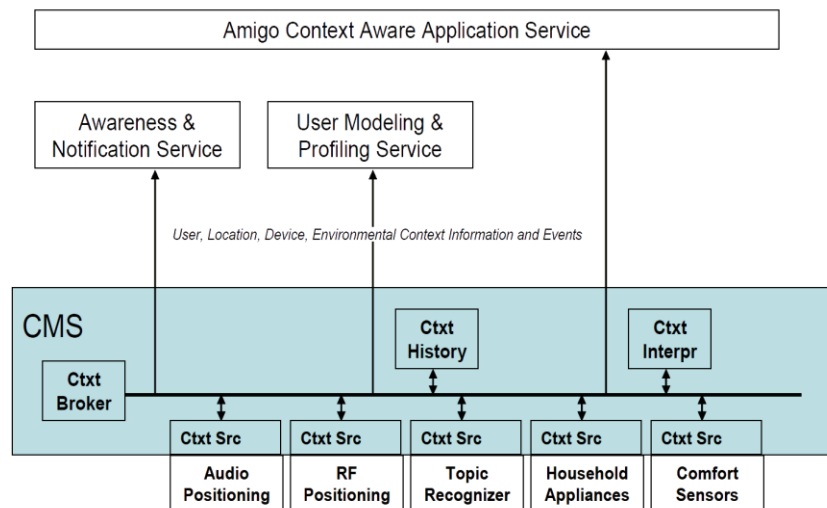 Amigo Context Aware Application Service
Awareness &
Notification Service
User Modeling &
Profiling Service
User, Location, Device, Environmental Context Information and Events
CMS
Ctxt
History
Ctxt
Interpr
Ctxt
Broker
Ctxt Src
Ctxt Src
Ctxt Src
Ctxt Src
Ctxt Src
Audio
Positioning
RF
Positioning
Topic
Recognizer
Household
Appliances
Comfort
Sensors